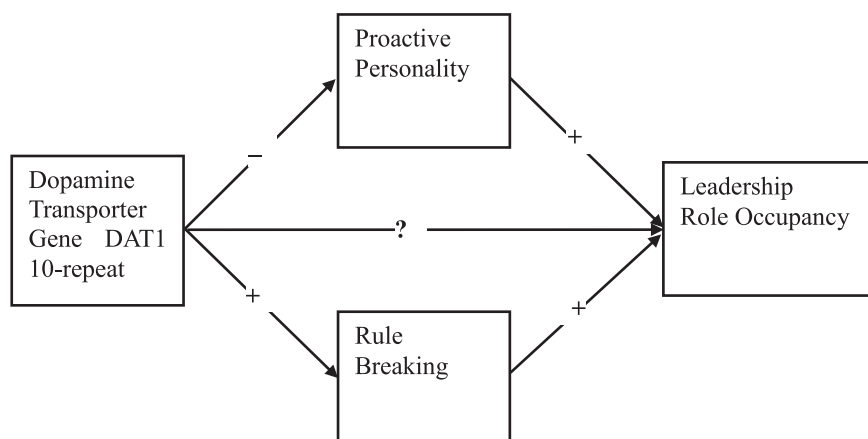 Proactive
Personality
+
−
Dopamine
Transporter
Gene DAT1
10-repeat
Leadership
Role Occupancy
?
+
+
Rule
Breaking